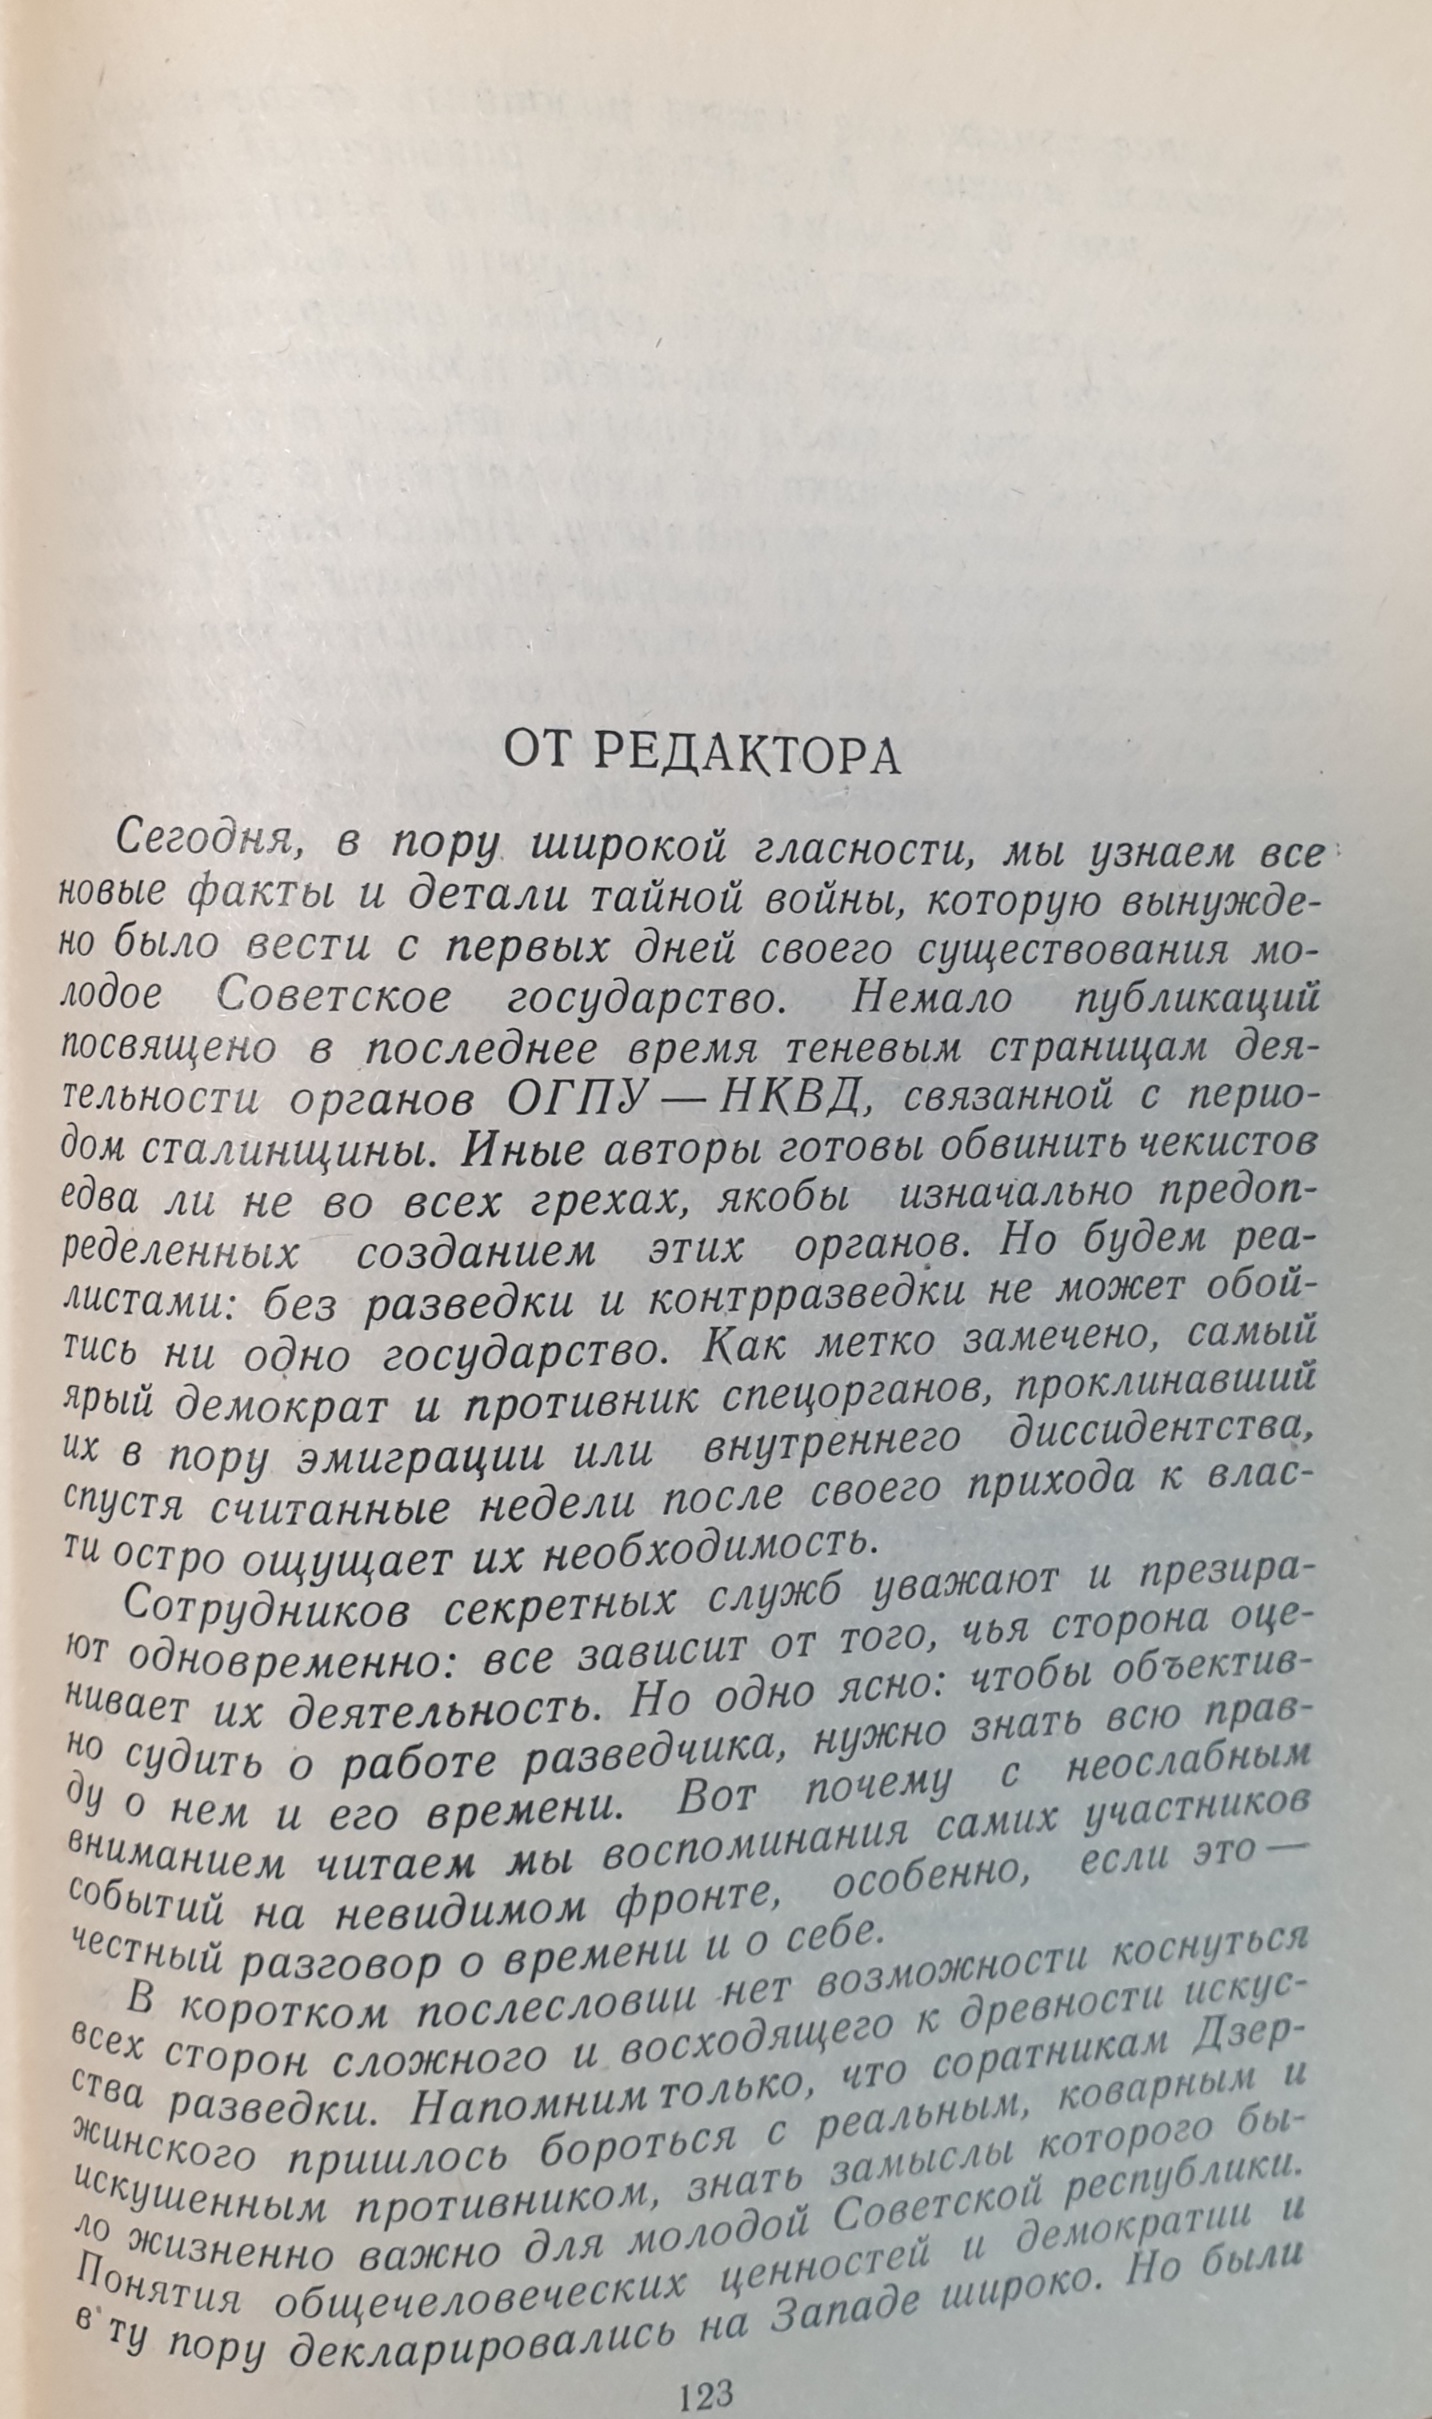 ОТ РЕДАКТОРА
Сегодня, в пору широкой гласности, мы узнаем все
новые факты и детали тайной войны, которую вынужде-
но было вести с первых дней своего существования мо-
лодое Советское государство. Немало публикаций
посвящено в последнее время теневым страницам дея-
тельности органов ОГПУ — НКВД, связанной с перио-
дом сталинщины. Иные авторы готовы обвинить чекистов
едва ли не во всех грехах, якобы изначально предоп-
ределенных созданием этих органов. Но будем реа-
листами: без разведки и контрразведки не может обой-
тись ни одно государство. Как метко замечено, самый
ярый демократ и противник спецорганов, проклинавший
их в пору эмиграции или внутреннего диссидентства,
спустя считанные недели после своего прихода к влас-
ти остро ощущает их необходимость.
Сотрудников секретных служб уважают и презира-
ют одновременно: все зависит от того, чья сторона оце-
нивает их деятельность. Но одно ясно: чтобы объектив-
но судить о работе разведчика, нужно знать всю прав-
ду о нем и его времени. Вот почему с неослабным
вниманием читаем мы воспоминания самих участников
событий на невидимом фронте, особенно, если это —
честный разговор о времени и о себе.
В коротком послесловии нет возможности коснуться
всех сторон сложного и восходящего к древности искус-
ства разведки. Напомним только, что соратникам Дзер-
жинского пришлось бороться с реальным, коварным и
искушенным противником, знать замыслы которого бы-
ло жизненно важно для молодой Советской республики.
Понятия общечеловеческих ценностей и демократии и
в ту пору декларировались на Западе широко. Но были
123